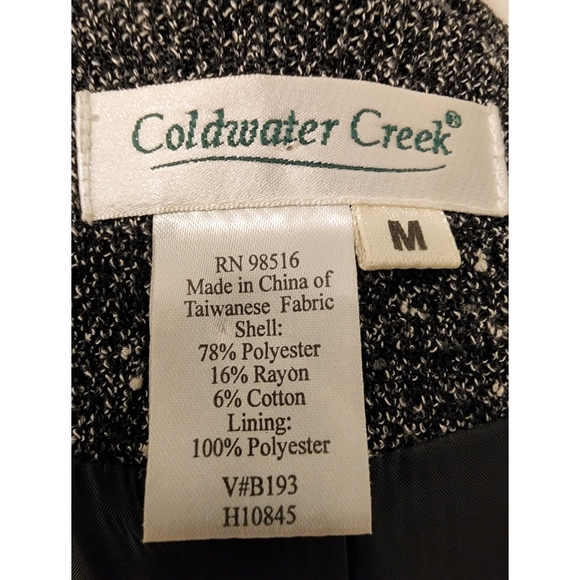 Coldwater Creek®
M
RN 98516
Made in China of
Taiwanese Fabric
Shell:
78% Polyester
16% Rayon
6% Cotton
Lining:
100% Polyester
V#B193
H10845